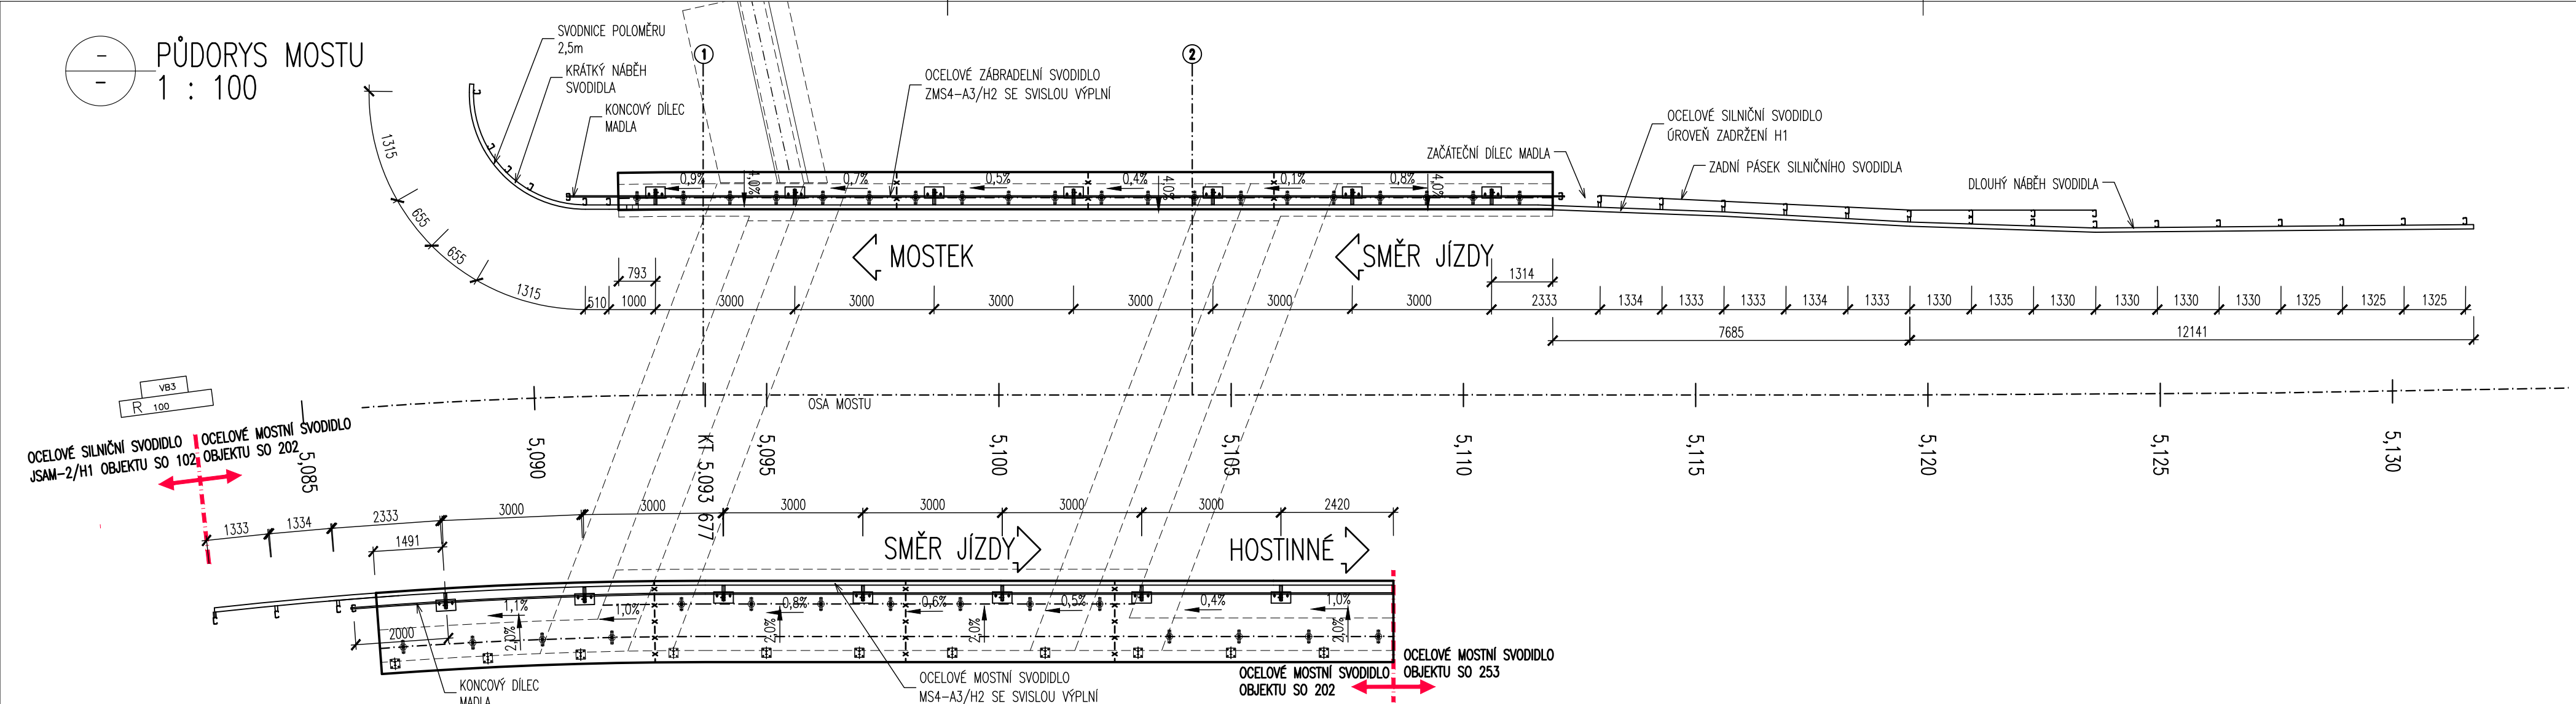 -
-
PŮDORYS MOSTU
1 : 100
SVODNICE POLOMĚRU
2,5m
KRÁTKÝ NÁBĚH
SVODIDLA
KONCOVÝ DÍLEC
MADLA
1
2
OCELOVÉ ZÁBRADELNÍ SVODIDLO
ZMS4-A3/H2 SE SVISLOU VÝPLNÍ
OCELOVÉ SILNIČNÍ SVODIDLO
ÚROVEŇ ZADRŽENÍ H1
ZAČÁTEČNÍ DÍLEC MADLA
ZADNÍ PÁSEK SILNIČNÍHO SVODIDLA
DLOUHÝ NÁBĚH SVODIDLA
0,9% 4,0% 0,7% 0,5% 0,4% 4,0% 0,1% 0,8% 4,0%
MOSTEK
SMĚR JÍZDY
1315
655
655
1315
793
1314
510 1000 3000 3000 3000 3000 3000 3000 2333 1334 1333 1333 1334 1333 1330 1335 1330 1330 1330 1330 1325 1325 1325
7685 12141
VB3
R 100
OSA MOSTU
OCELOVÉ SILNIČNÍ SVODIDLO
JSAM-2/H1 OBJEKTU SO 102
OCELOVÉ MOSTNÍ SVODIDLO
OBJEKTU SO 202
5,085
5,090
KT 5.093 677
5,095
5,100
5,105
5,110
5,115
5,120
5,125
5,130
1333 1334 2333 3000 3000 3000 3000 3000 3000 2420
1491
SMĚR JÍZDY
HOSTINNÉ
1,1% 1,0% 0,8% 0,6% 0,5% 0,4% 1,0%
2,0% 2,0% 2,0% 2,0%
2000
KONCOVÝ DÍLEC
MADLA
OCELOVÉ MOSTNÍ SVODIDLO
MS4-A3/H2 SE SVISLOU VÝPLNÍ
OCELOVÉ MOSTNÍ SVODIDLO
OBJEKTU SO 202
OCELOVÉ MOSTNÍ SVODIDLO
OBJEKTU SO 253